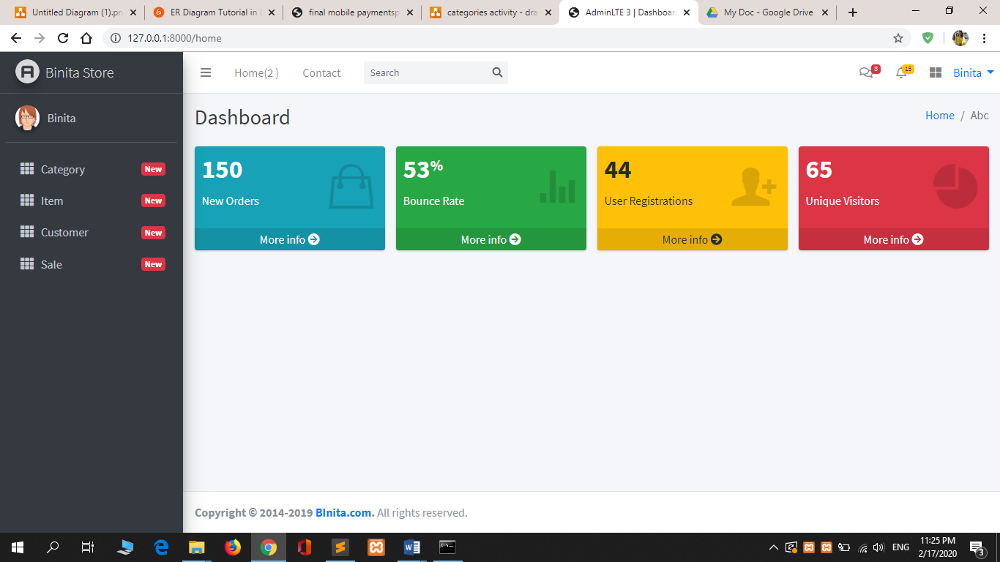 Untitled Diagram (1).pn
ER Diagram Tutorial in
final mobile paymentsp
categories activity - dra
AdminLTE 3 | Dashboar
My Doc - Google Drive
127.0.0.1:8000/home
Binita Store
Home(2 )
Contact
Search
3
15
Binita
Binita
Dashboard
Home / Abc
Category New
Item New
Customer New
Sale New
150
New Orders
More info
53%
Bounce Rate
More info
44
User Registrations
More info
65
Unique Visitors
More info
Copyright © 2014-2019 BInita.com. All rights reserved.
ENG
11:25 PM
2/17/2020
3